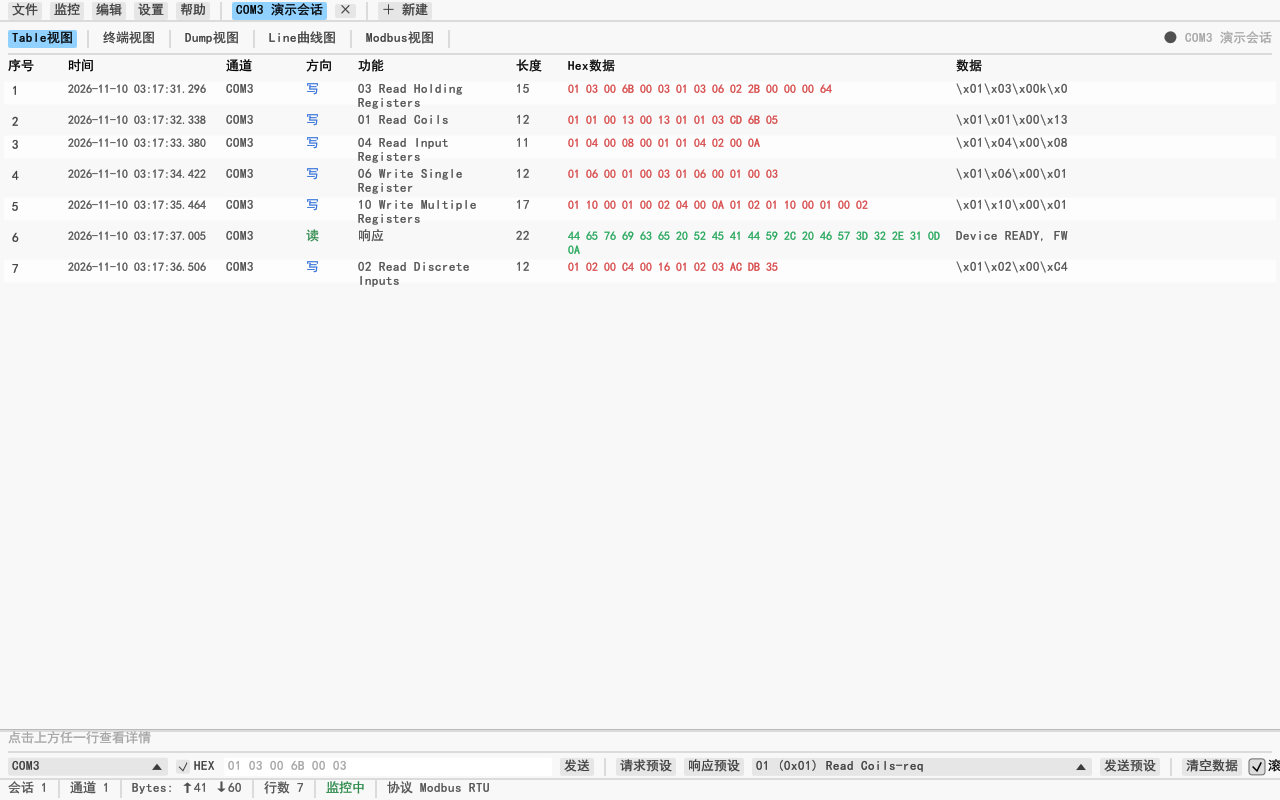 文件 监控 编辑 设置 帮助 COM3 演示会话 × + 新建
Table视图 终端视图 Dump视图 Line曲线图 Modbus视图 ● COM3 演示会话
序号 时间 通道 方向 功能 长度 Hex数据 数据
1 2026-11-10 03:17:31.296 COM3 写 03 Read Holding Registers 15 01 03 00 6B 00 03 01 03 06 02 2B 00 00 00 64 \x01\x03\x00k\x0
2 2026-11-10 03:17:32.338 COM3 写 01 Read Coils 12 01 01 00 13 00 13 01 01 03 CD 6B 05 \x01\x01\x00\x13
3 2026-11-10 03:17:33.380 COM3 写 04 Read Input Registers 11 01 04 00 08 00 01 01 04 02 00 0A \x01\x04\x00\x08
4 2026-11-10 03:17:34.422 COM3 写 06 Write Single Register 12 01 06 00 01 00 03 01 06 00 01 00 03 \x01\x06\x00\x01
5 2026-11-10 03:17:35.464 COM3 写 10 Write Multiple Registers 17 01 10 00 01 00 02 04 00 0A 01 02 01 10 00 01 00 02 \x01\x10\x00\x01
6 2026-11-10 03:17:37.005 COM3 读 响应 22 44 65 76 69 63 65 20 52 45 41 44 59 2C 20 46 57 3D 32 2E 31 0D 0A Device READY, FW
7 2026-11-10 03:17:36.506 COM3 写 02 Read Discrete Inputs 12 01 02 00 C4 00 16 01 02 03 AC DB 35 \x01\x02\x00\xC4
点击上方任一行查看详情
COM3 HEX 01 03 00 6B 00 03 发送 请求预设 响应预设 01 (0x01) Read Coils-req 发送预设 清空数据 滚
会话 1 通道 1 Bytes: ↑41 ↓60 行数 7 监控中 协议 Modbus RTU